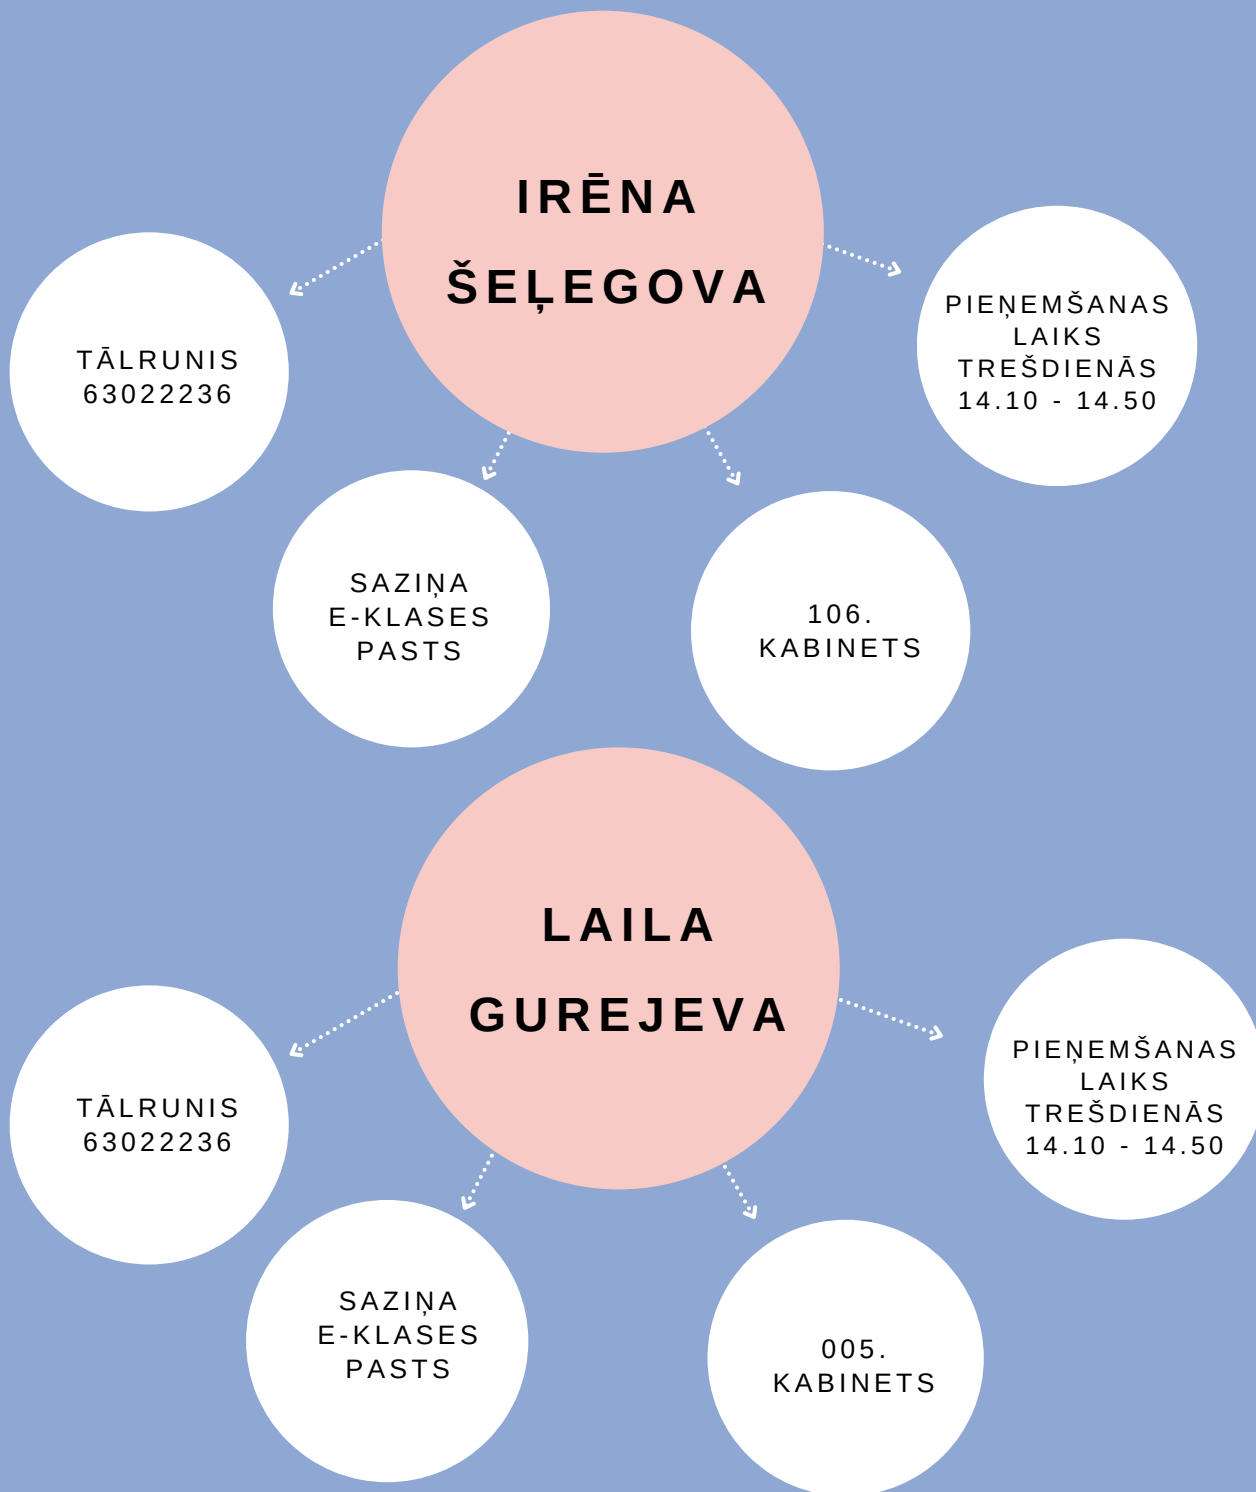 IRĒNA
ŠEĻEGOVA
TĀLRUNIS
63022236
PIEŅEMŠANAS
LAIKS
TREŠDIENĀS
14.10 - 14.50
SAZIŅA
E-KLASES
PASTS
106.
KABINETS
LAILA
GUREJEVA
TĀLRUNIS
63022236
PIEŅEMŠANAS
LAIKS
TREŠDIENĀS
14.10 - 14.50
SAZIŅA
E-KLASES
PASTS
005.
KABINETS